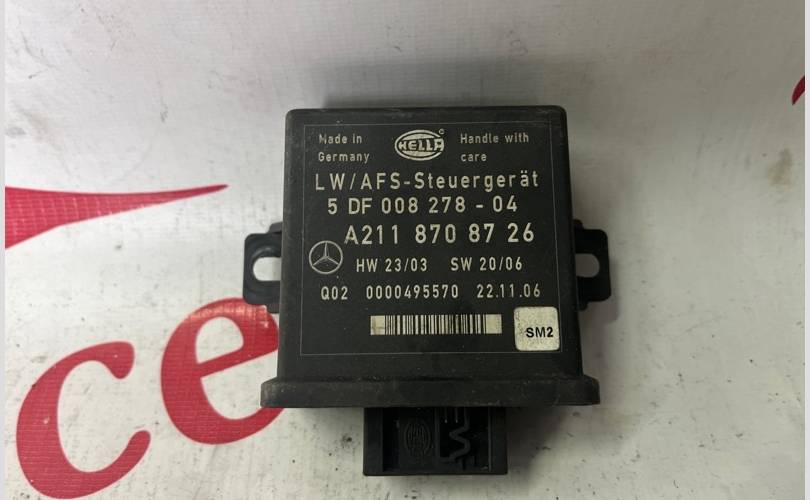 Made in Germany
HELLA
Handle with care
LW/AFS-Steuergerät
5 DF 008 278 - 04
A211 870 87 26
HW 23/03 SW 20/06
Q02 0000495570 22.11.06
SM2
ce
HELLA